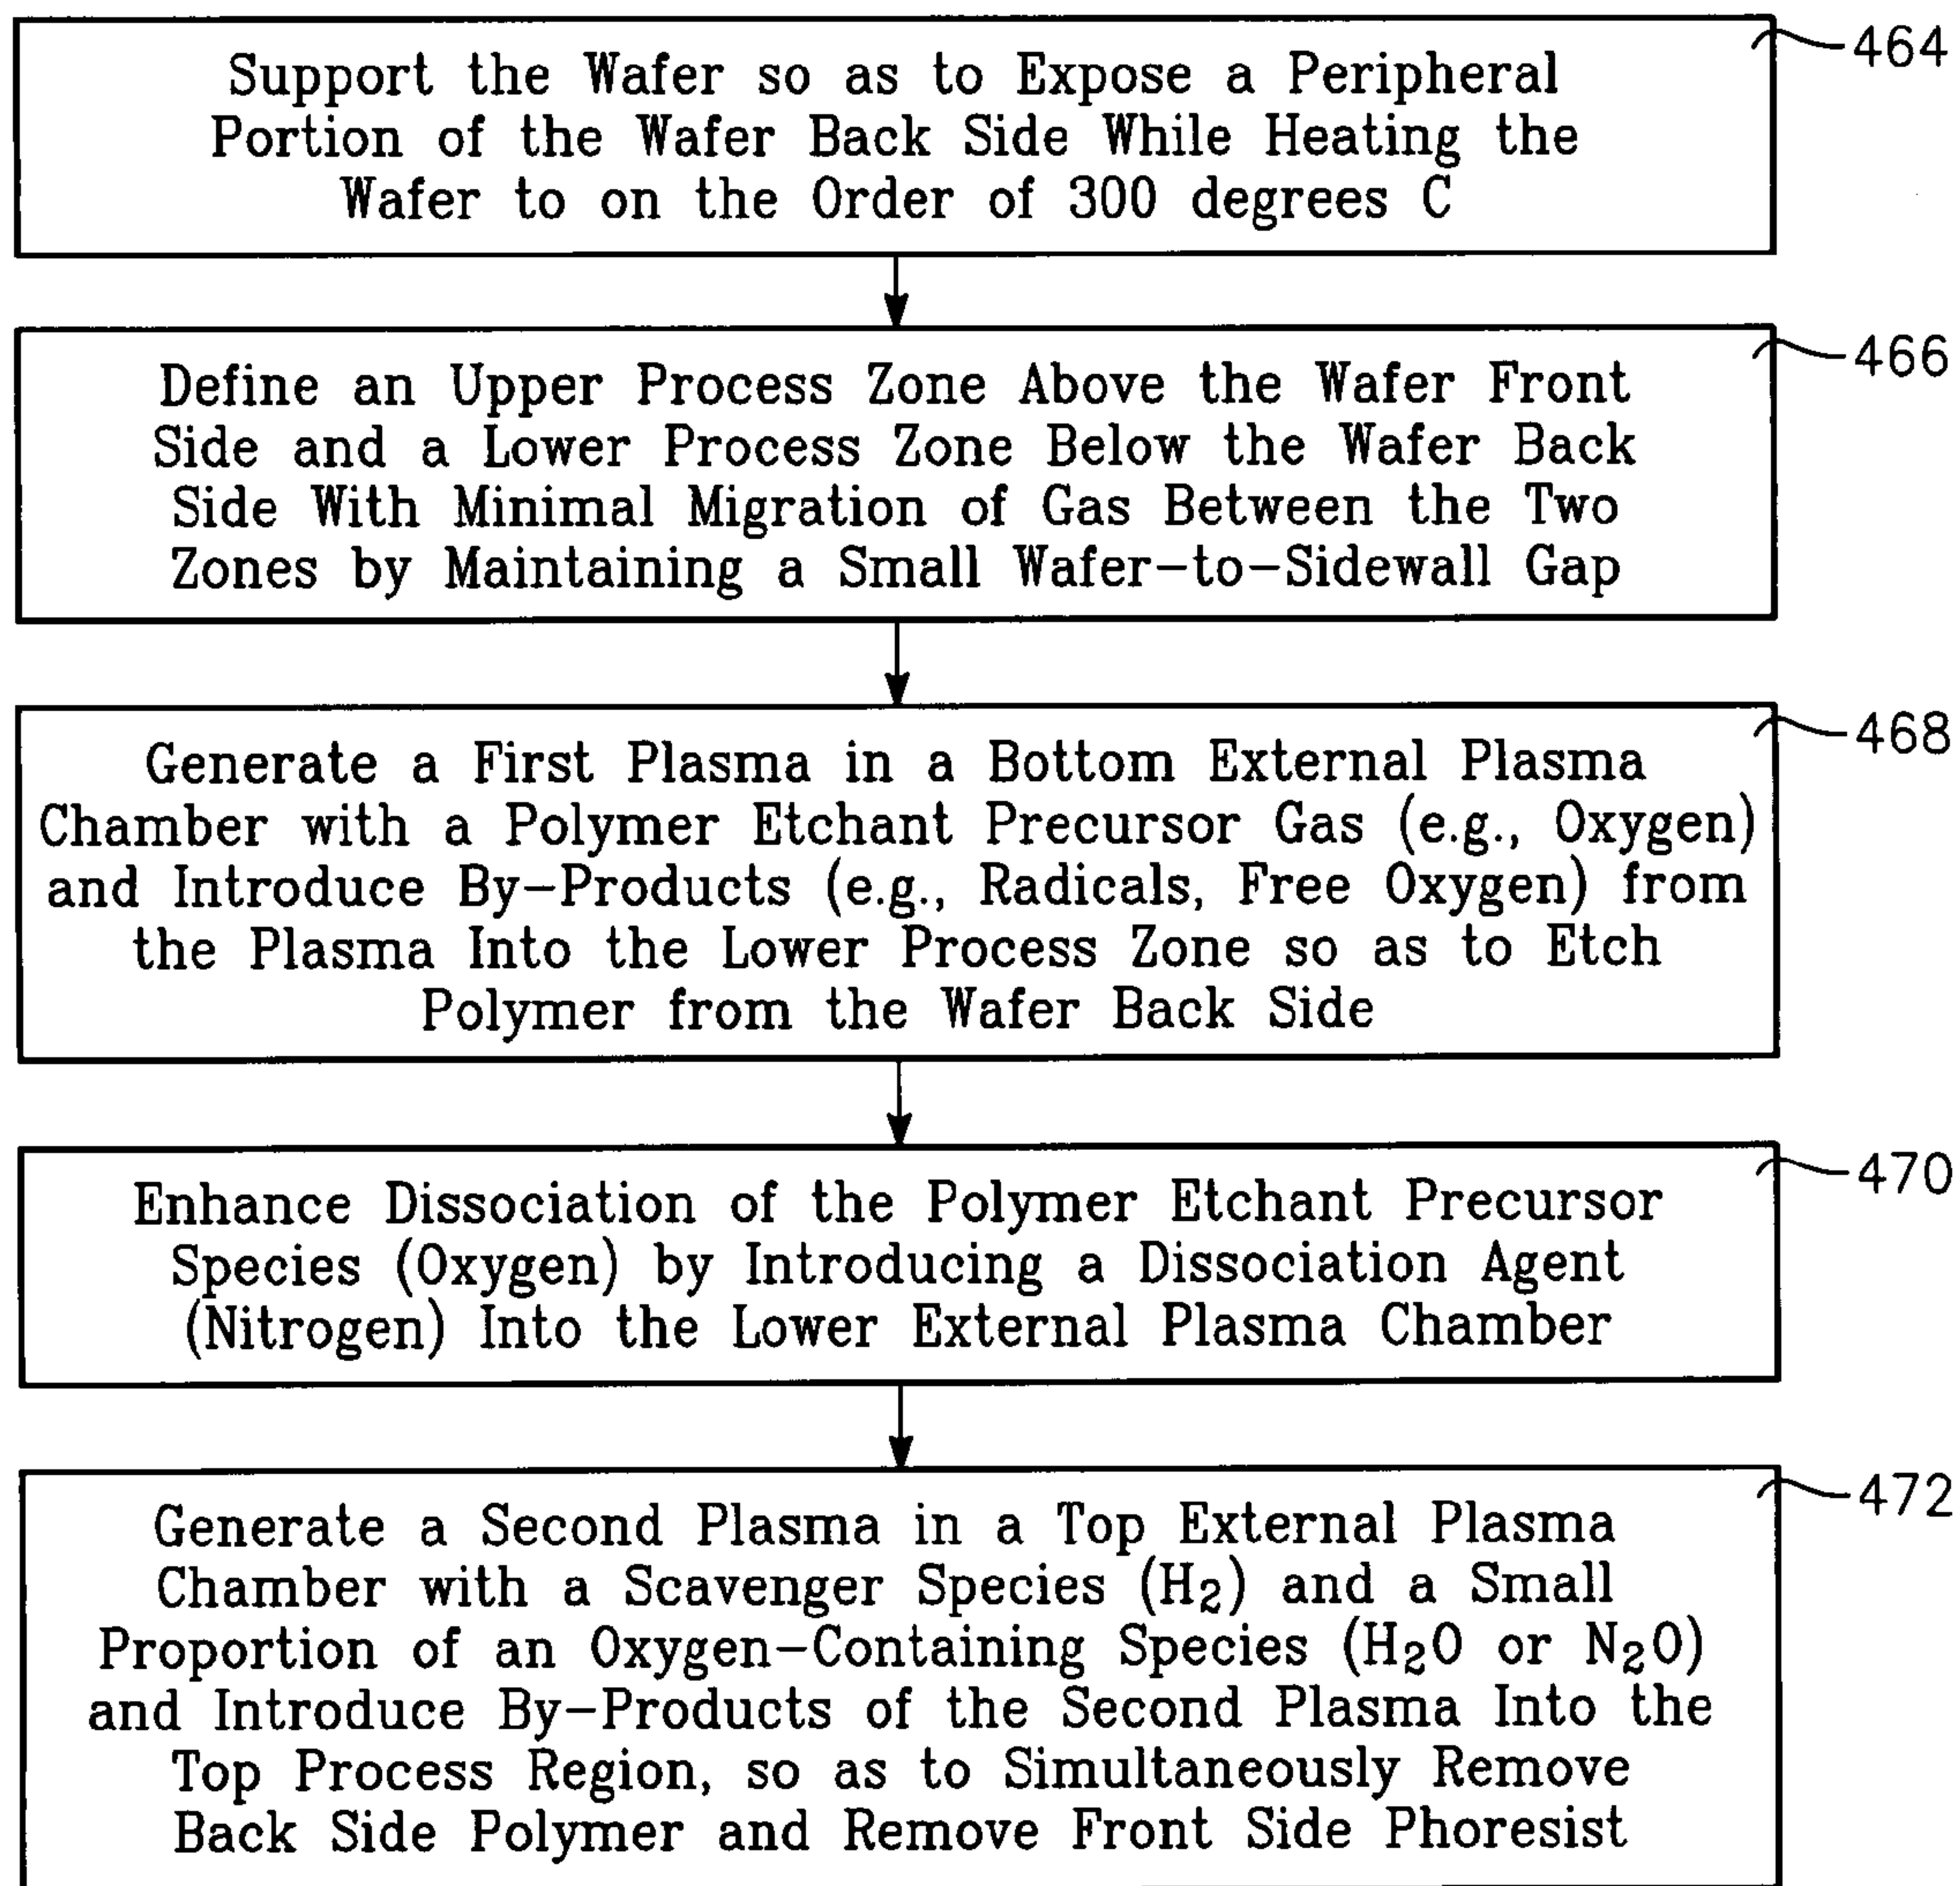 Support the Wafer so as to Expose a Peripheral
Portion of the Wafer Back Side While Heating the
Wafer to on the Order of 300 degrees C
464
Define an Upper Process Zone Above the Wafer Front
Side and a Lower Process Zone Below the Wafer Back
Side With Minimal Migration of Gas Between the Two
Zones by Maintaining a Small Wafer-to-Sidewall Gap
466
Generate a First Plasma in a Bottom External Plasma
Chamber with a Polymer Etchant Precursor Gas (e.g., Oxygen)
and Introduce By-Products (e.g., Radicals, Free Oxygen) from
the Plasma Into the Lower Process Zone so as to Etch
Polymer from the Wafer Back Side
468
Enhance Dissociation of the Polymer Etchant Precursor
Species (Oxygen) by Introducing a Dissociation Agent
(Nitrogen) Into the Lower External Plasma Chamber
470
Generate a Second Plasma in a Top External Plasma
Chamber with a Scavenger Species (H₂) and a Small
Proportion of an Oxygen-Containing Species (H₂O or N₂O)
and Introduce By-Products of the Second Plasma Into the
Top Process Region, so as to Simultaneously Remove
Back Side Polymer and Remove Front Side Phoresist
472